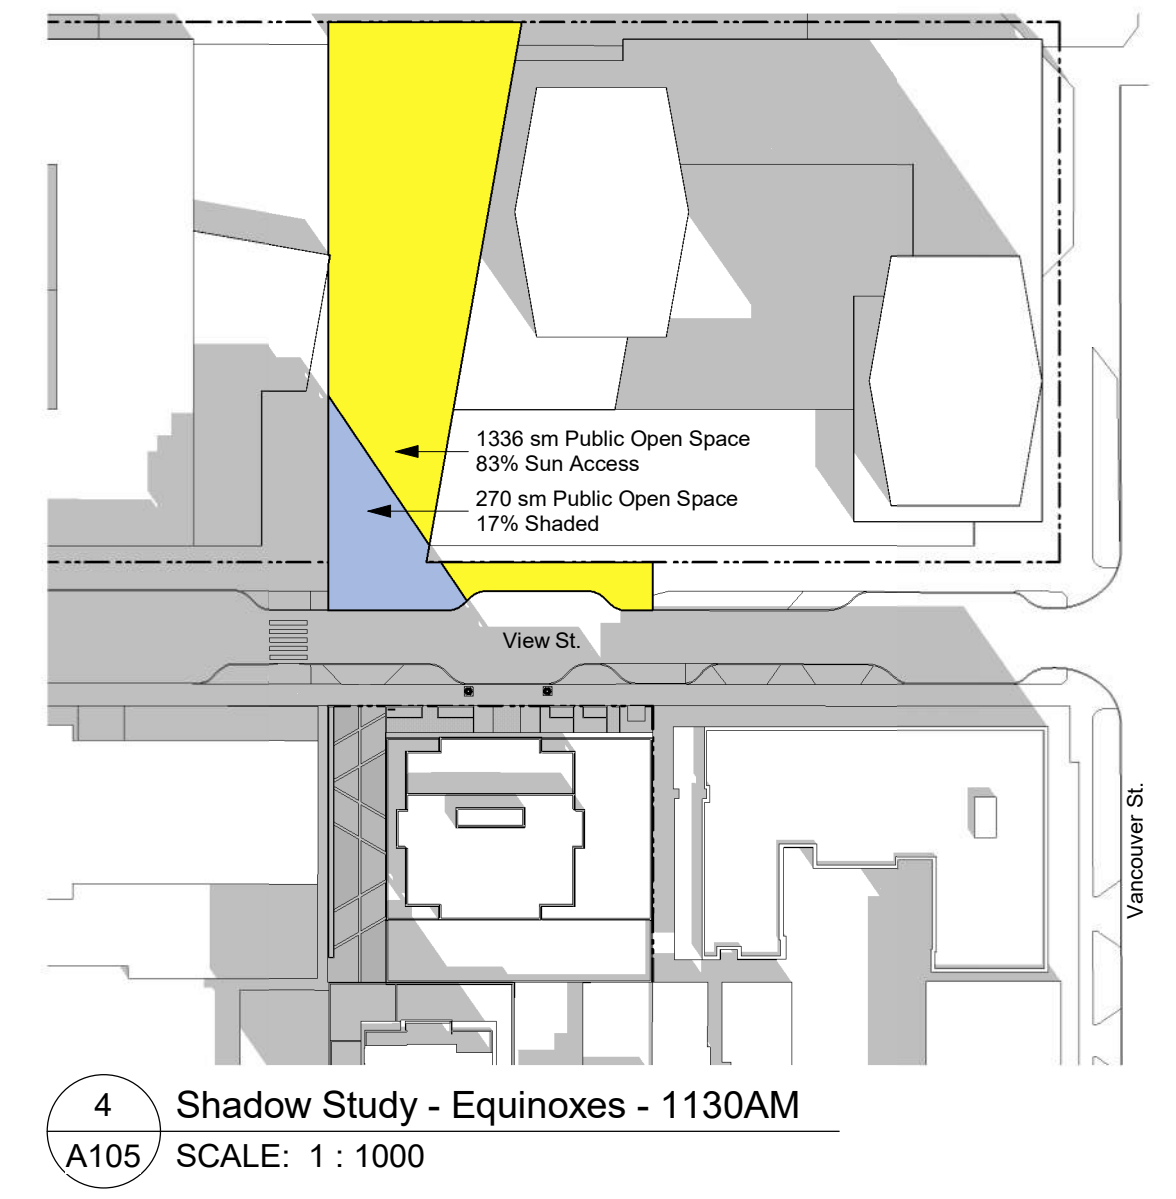 1336 sm Public Open Space
83% Sun Access
270 sm Public Open Space
17% Shaded
View St.
Vancouver St.
4
A105
Shadow Study - Equinoxes - 1130AM
SCALE: 1 : 1000